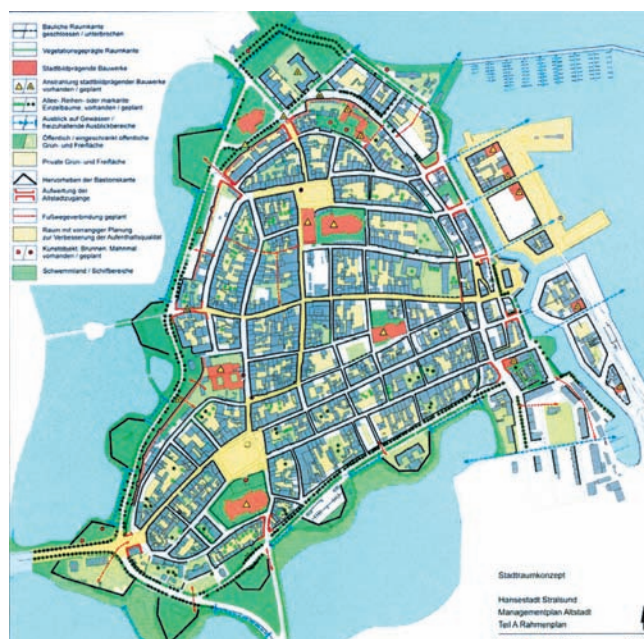 Bauliche Raumkante
geschlossen / unterbrochen
Vegetationsgeprägte Raumkante
Stadtbildprägende Bauwerke
Anstrahlung stadtbildprägender Bauwerke
vorhanden / geplant
Allee-, Reihen- oder markante
Einzelbäume, vorhanden / geplant
Ausblick auf Gewässer /
freizuhaltende Ausblickbereiche
Öffentlich / eingeschränkt öffentliche
Grün- und Freifläche
Private Grün- und Freifläche
Hervorheben der Bastionskante
Aufwertung der
Altstadtzugänge
Fußwegeverbindung geplant
Raum mit vorrangiger Planung
zur Verbesserung der Aufenthaltsqualität
Kunstobjekt, Brunnen, Mahnmal
vorhanden / geplant
Schwemmland / Schilfbereiche
Stadtraumkonzept
Hansestadt Stralsund
Managementplan Altstadt
Teil A Rahmenplan